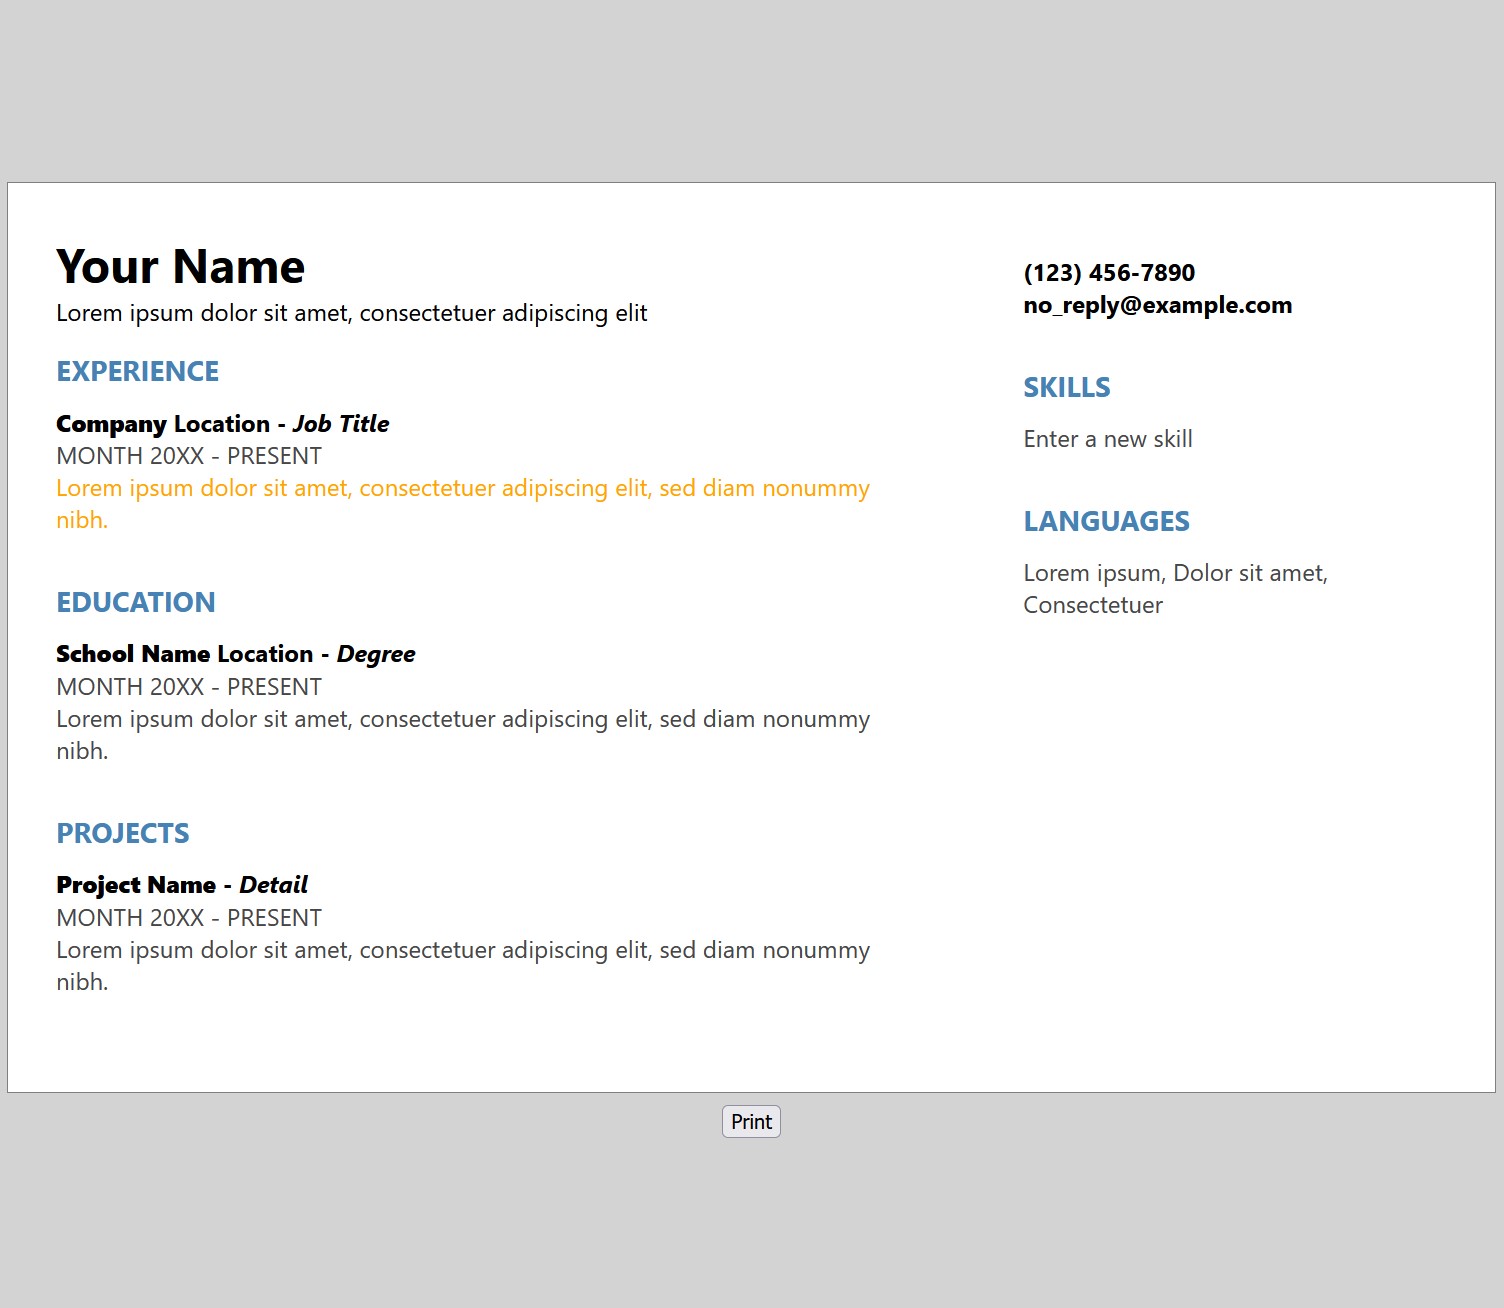 Your Name
Lorem ipsum dolor sit amet, consectetuer adipiscing elit
EXPERIENCE
Company Location - Job Title
MONTH 20XX - PRESENT
Lorem ipsum dolor sit amet, consectetuer adipiscing elit, sed diam nonummy
nibh.
EDUCATION
School Name Location - Degree
MONTH 20XX - PRESENT
Lorem ipsum dolor sit amet, consectetuer adipiscing elit, sed diam nonummy
nibh.
PROJECTS
Project Name - Detail
MONTH 20XX - PRESENT
Lorem ipsum dolor sit amet, consectetuer adipiscing elit, sed diam nonummy
nibh.
(123) 456-7890
no_reply@example.com
SKILLS
Enter a new skill
LANGUAGES
Lorem ipsum, Dolor sit amet,
Consectetuer
Print